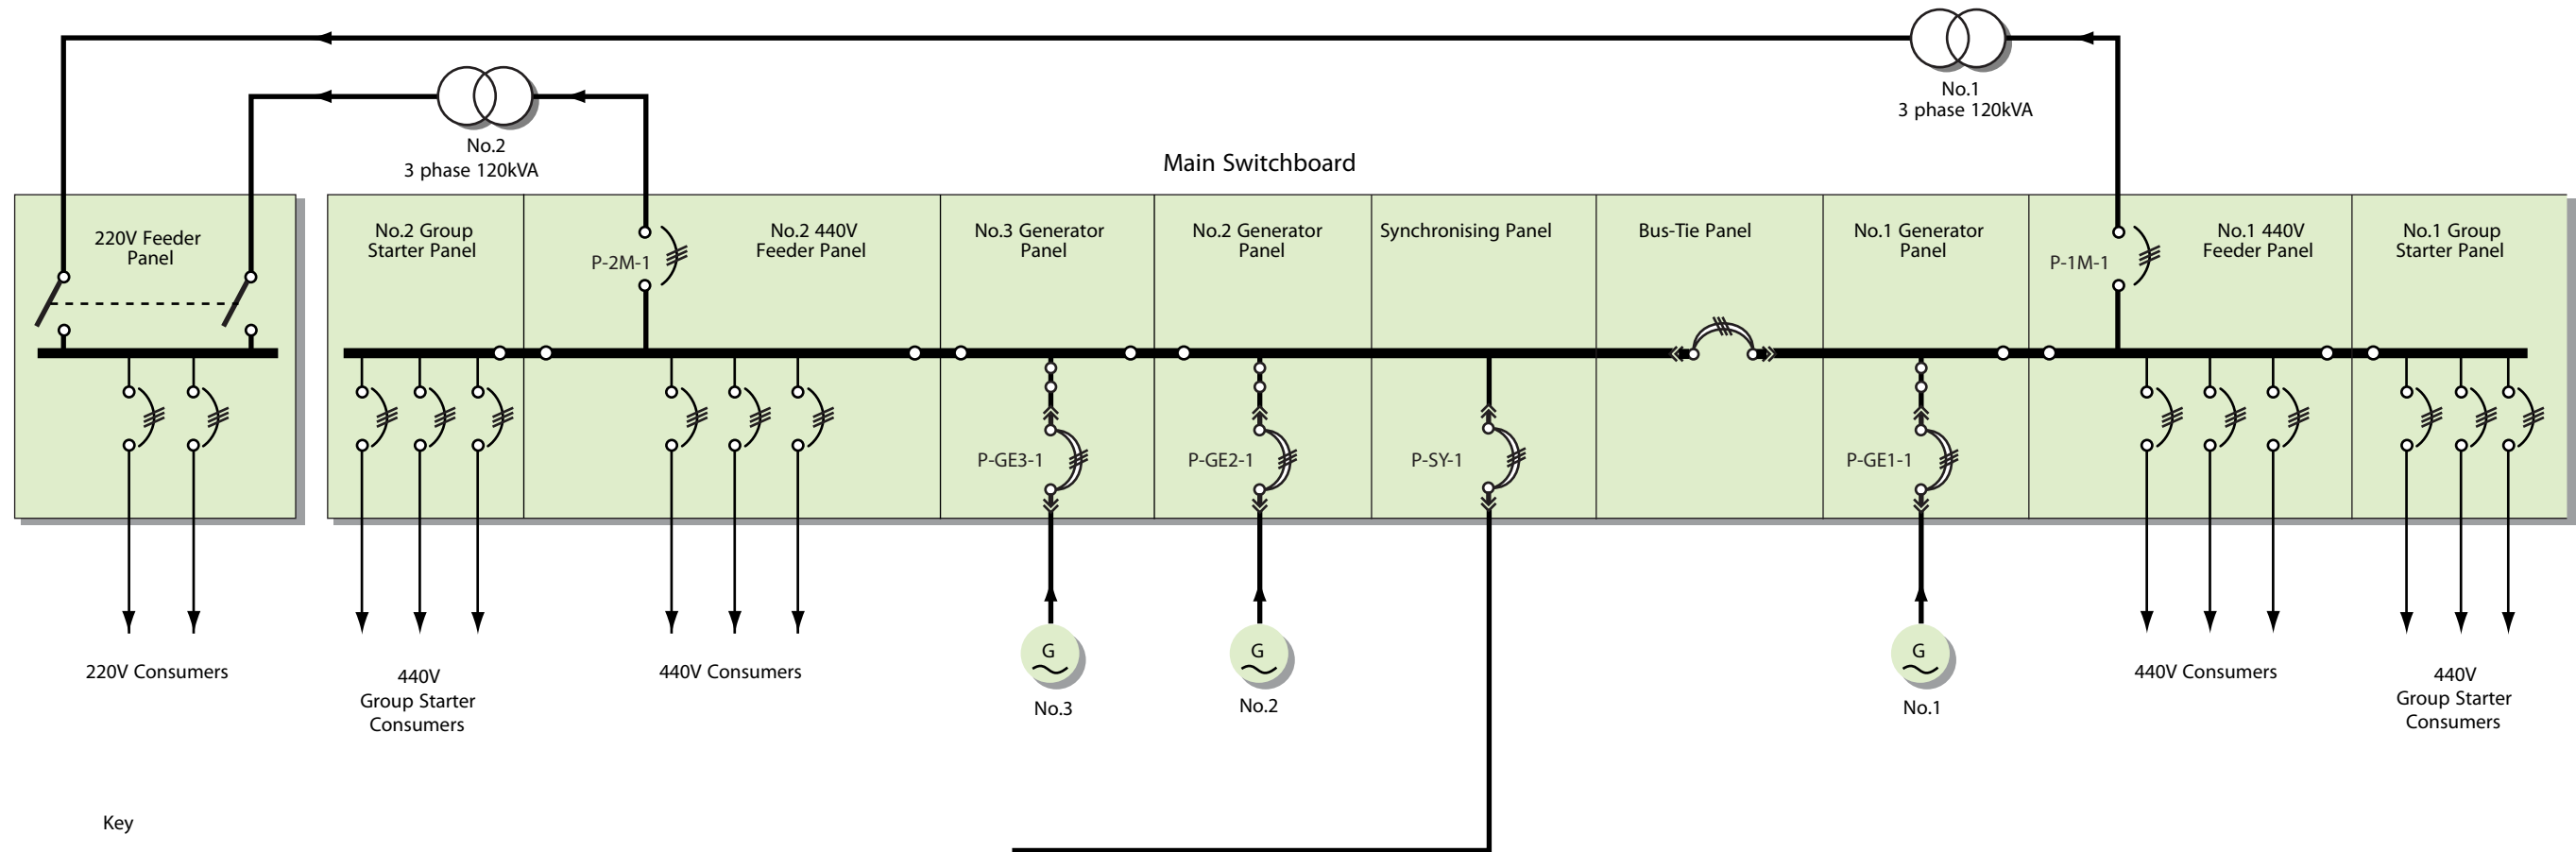 No.1
3 phase 120kVA
No.2
3 phase 120kVA
Main Switchboard
220V Feeder
Panel
No.2 Group
Starter Panel
P-2M-1
No.2 440V
Feeder Panel
No.3 Generator
Panel
No.2 Generator
Panel
Synchronising Panel
Bus-Tie Panel
No.1 Generator
Panel
P-1M-1
No.1 440V
Feeder Panel
No.1 Group
Starter Panel
P-GE3-1
P-GE2-1
P-SY-1
P-GE1-1
G
G
G
220V Consumers
440V
Group Starter
Consumers
440V Consumers
No.3
No.2
No.1
440V Consumers
440V
Group Starter
Consumers
Key